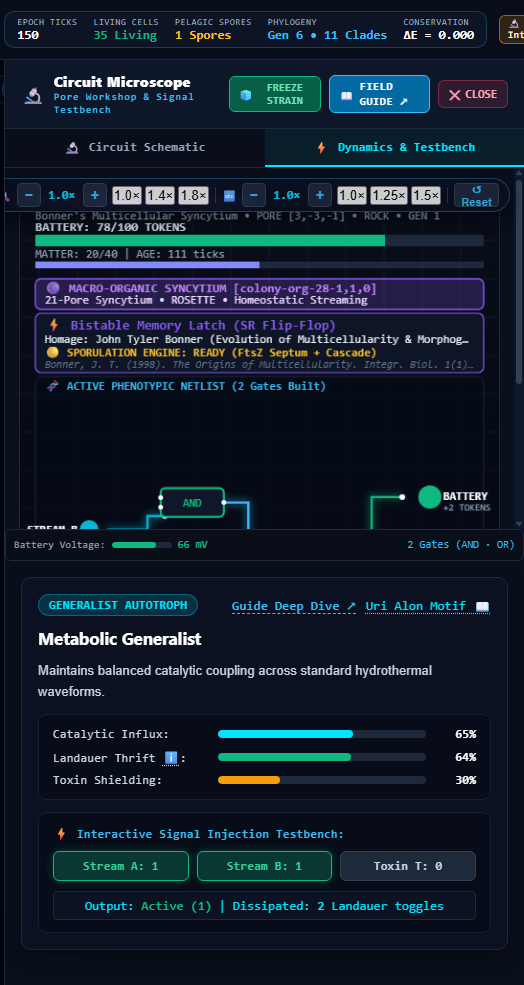 EPOCH TICKS
150
LIVING CELLS
35 Living
PELAGIC SPORES
1 Spores
PHYLOGENY
Gen 6 • 11 Clades
CONSERVATION
ΔE = 0.000
Int
Circuit Microscope
Pore Workshop & Signal
Testbench
FREEZE
STRAIN
FIELD
GUIDE ↗
CLOSE
Circuit Schematic
Dynamics & Testbench
− 1.0× + 1.0× 1.4× 1.8×
abc − 1.0× + 1.0× 1.25× 1.5×
↺ Reset
Bonner's Multicellular Syncytium • PORE [3,-3,-1] • ROCK • GEN 1
BATTERY: 78/100 TOKENS
MATTER: 20/40 | AGE: 111 ticks
MACRO-ORGANIC SYNCYTIUM [colony-org-28-1,1,0]
21-Pore Syncytium • ROSETTE • Homeostatic Streaming
Bistable Memory Latch (SR Flip-Flop)
Homage: John Tyler Bonner (Evolution of Multicellularity & Morphog…
SPORULATION ENGINE: READY (FtsZ Septum + Cascade)
Bonner, J. T. (1998). The Origins of Multicellularity. Integr. Biol. 1(1)…
ACTIVE PHENOTYPIC NETLIST (2 Gates Built)
AND
BATTERY
+2 TOKENS
STREAM B
Battery Voltage:
66 mV
2 Gates (AND · OR)
GENERALIST AUTOTROPH
Guide Deep Dive ↗
Uri Alon Motif
Metabolic Generalist
Maintains balanced catalytic coupling across standard hydrothermal
waveforms.
Catalytic Influx:
65%
Landauer Thrift ℹ:
64%
Toxin Shielding:
30%
Interactive Signal Injection Testbench:
Stream A: 1
Stream B: 1
Toxin T: 0
Output: Active (1) | Dissipated: 2 Landauer toggles